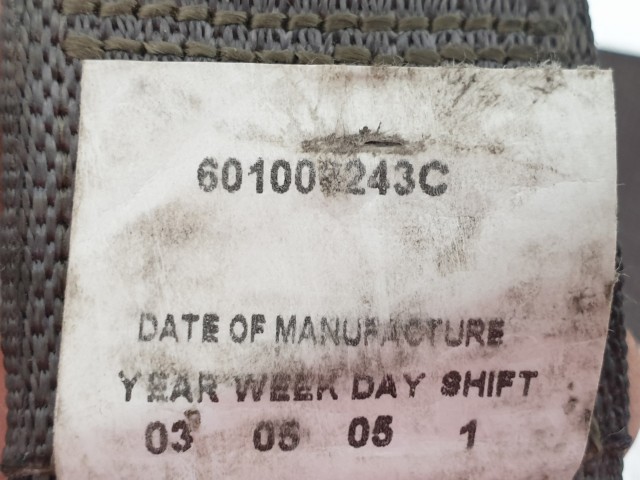 DATE OF MANUFACTURE
YEAR WEEK DAY SHIFT
03 05 05 1